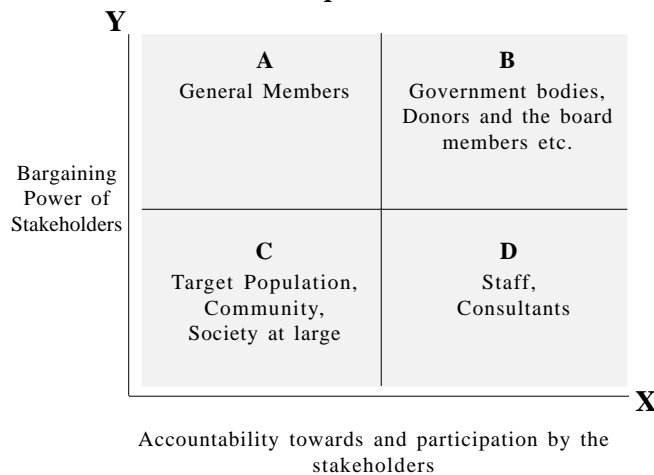 Y
A
General Members
B
Government bodies,
Donors and the board
members etc.
Bargaining
Power of
Stakeholders
C
Target Population,
Community,
Society at large
D
Staff,
Consultants
X
Accountability towards and participation by the
stakeholders